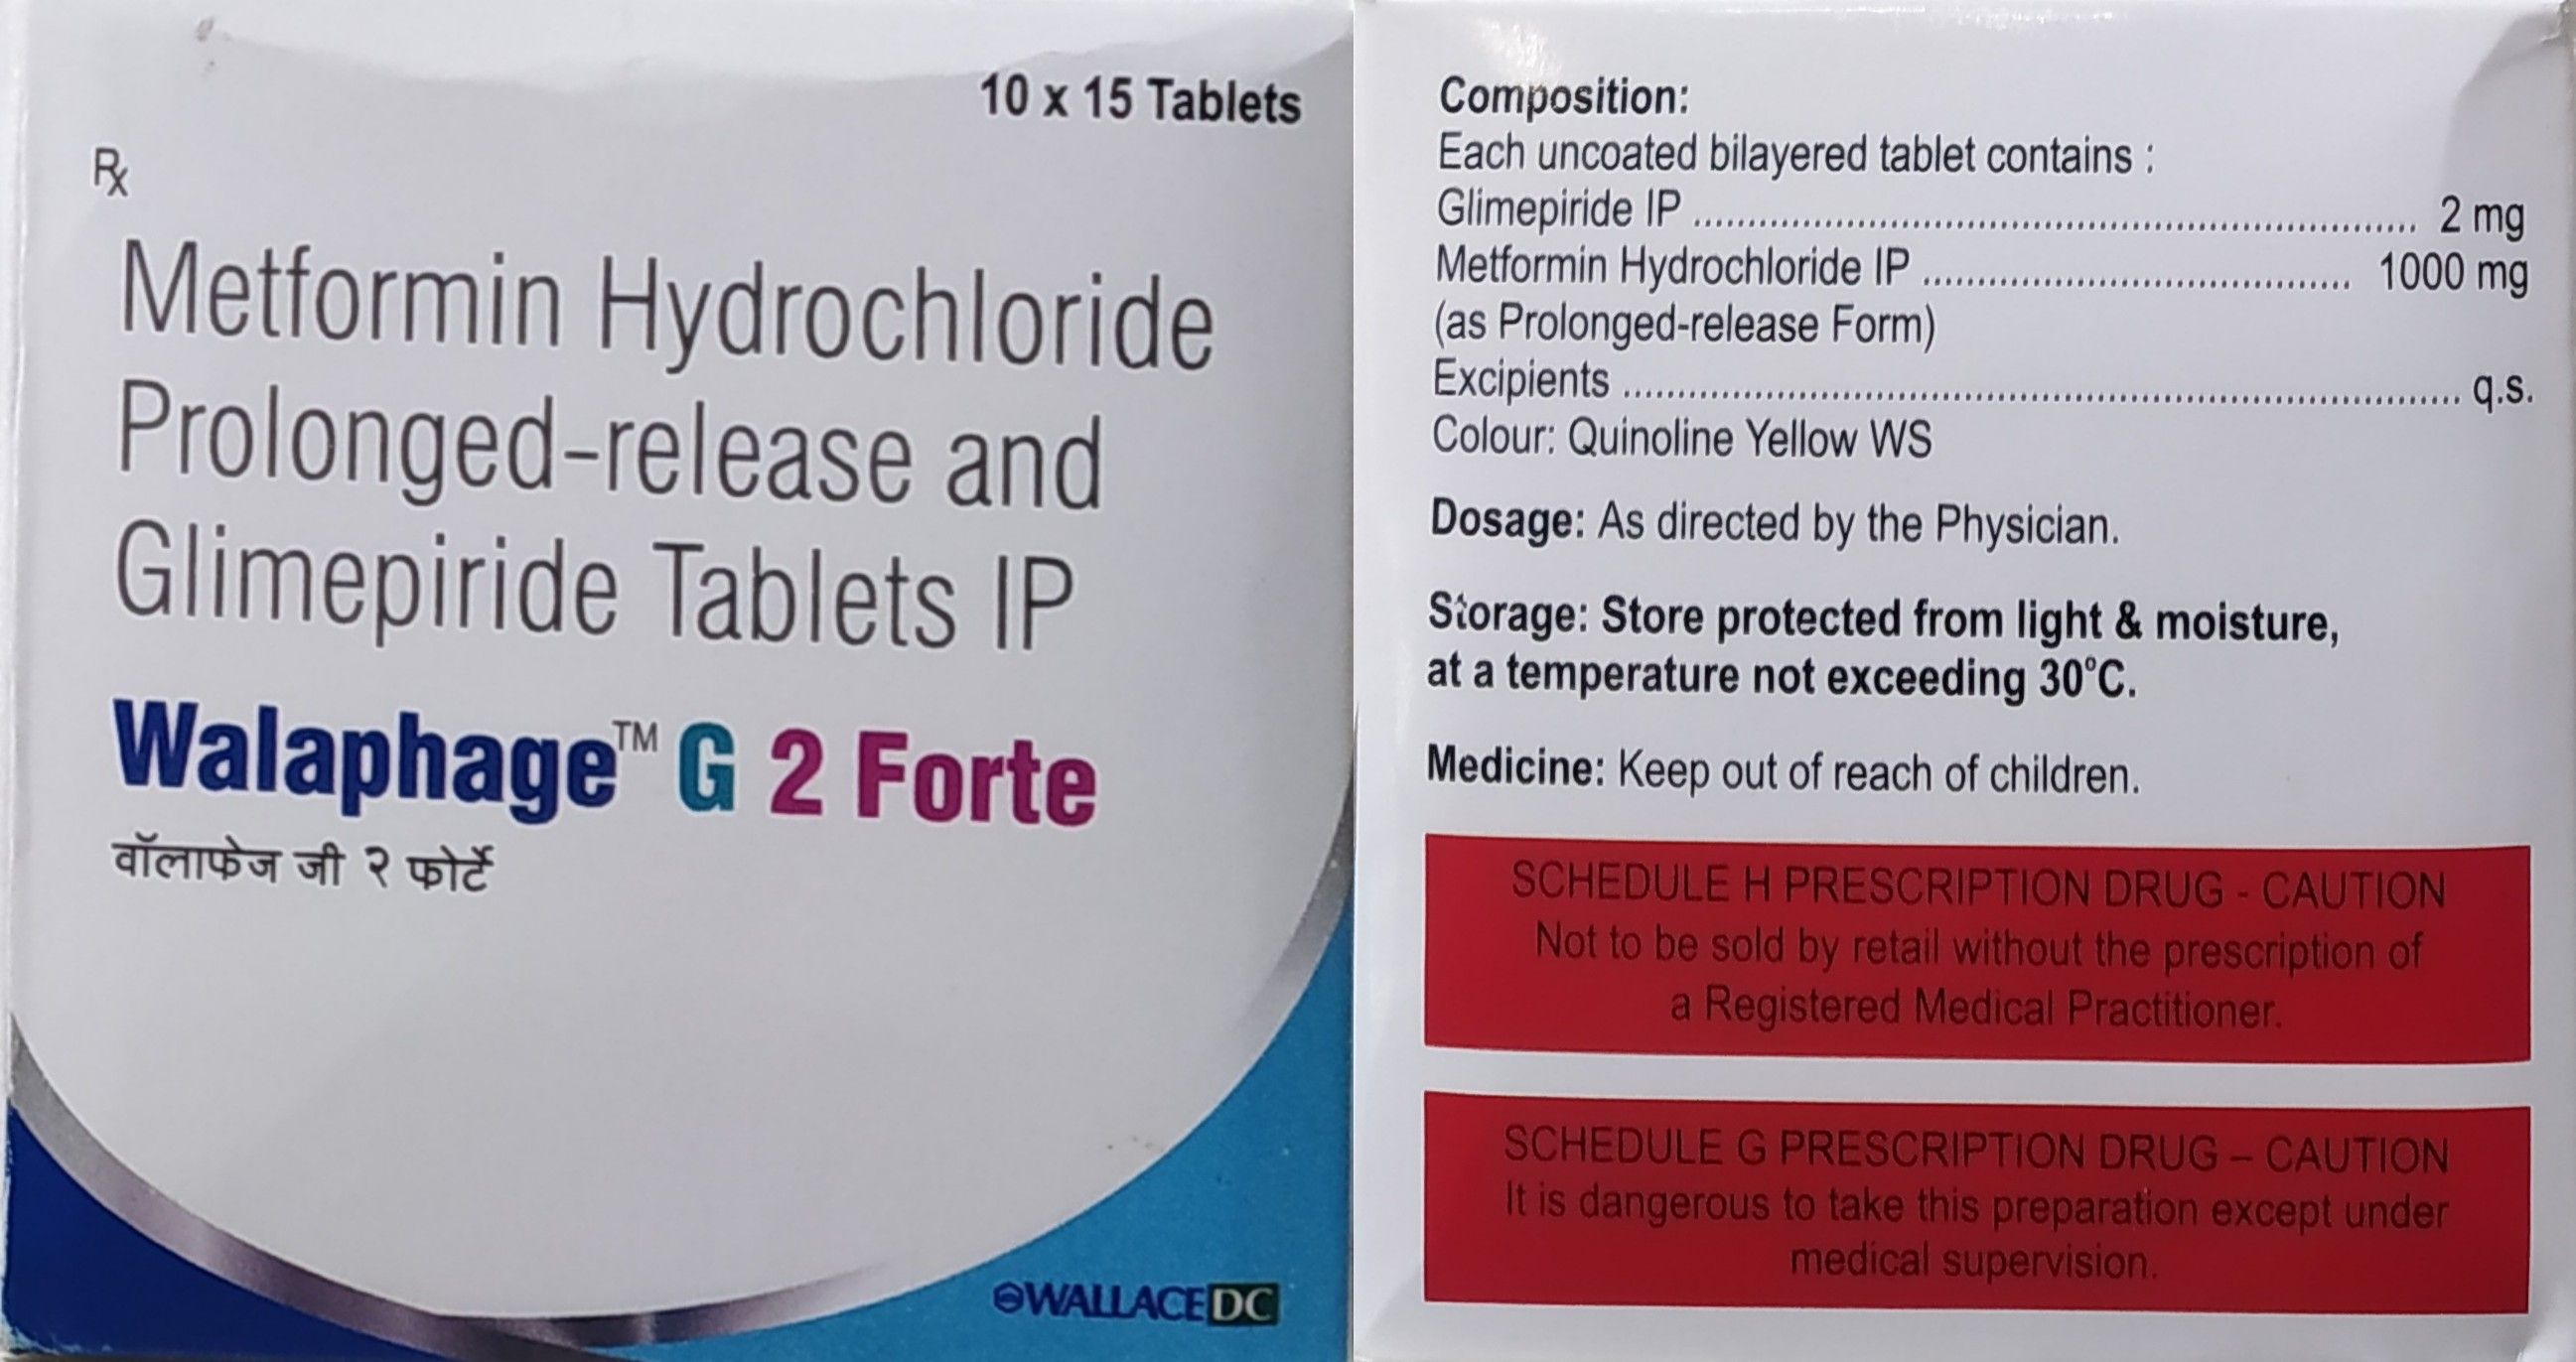 10 x 15 Tablets
Rx
Metformin Hydrochloride
Prolonged-release and
Glimepiride Tablets IP
Walaphage™ G 2 Forte
वॉलाफेज जी २ फोर्टे
WALLACE DC
Composition:
Each uncoated bilayered tablet contains :
Glimepiride IP ........................................................................ 2 mg
Metformin Hydrochloride IP ........................................ 1000 mg
(as Prolonged-release Form)
Excipients .............................................................................. q.s.
Colour: Quinoline Yellow WS
Dosage: As directed by the Physician.
Storage: Store protected from light & moisture,
at a temperature not exceeding 30°C.
Medicine: Keep out of reach of children.
SCHEDULE H PRESCRIPTION DRUG - CAUTION
Not to be sold by retail without the prescription of
a Registered Medical Practitioner.
SCHEDULE G PRESCRIPTION DRUG – CAUTION
It is dangerous to take this preparation except under
medical supervision.